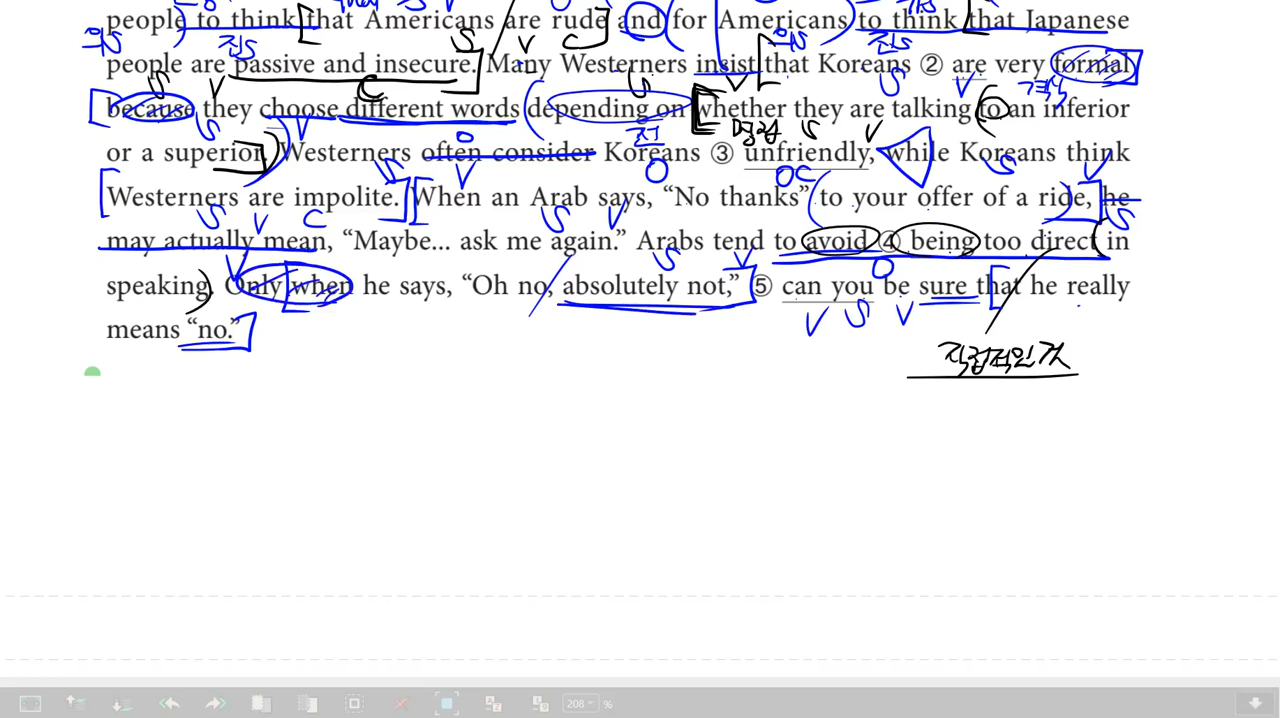 people to think that Americans are rude and for Americans to think that Japanese
people are passive and insecure. Many Westerners insist that Koreans ② are very formal
because they choose different words depending on whether they are talking to an inferior
or a superior. Westerners often consider Koreans ③ unfriendly, while Koreans think
Westerners are impolite. When an Arab says, “No thanks” to your offer of a ride, he
may actually mean, “Maybe... ask me again.” Arabs tend to avoid ④ being too direct in
speaking. Only when he says, “Oh no, absolutely not,” ⑤ can you be sure that he really
means “no.”
직접적인 것
208 %